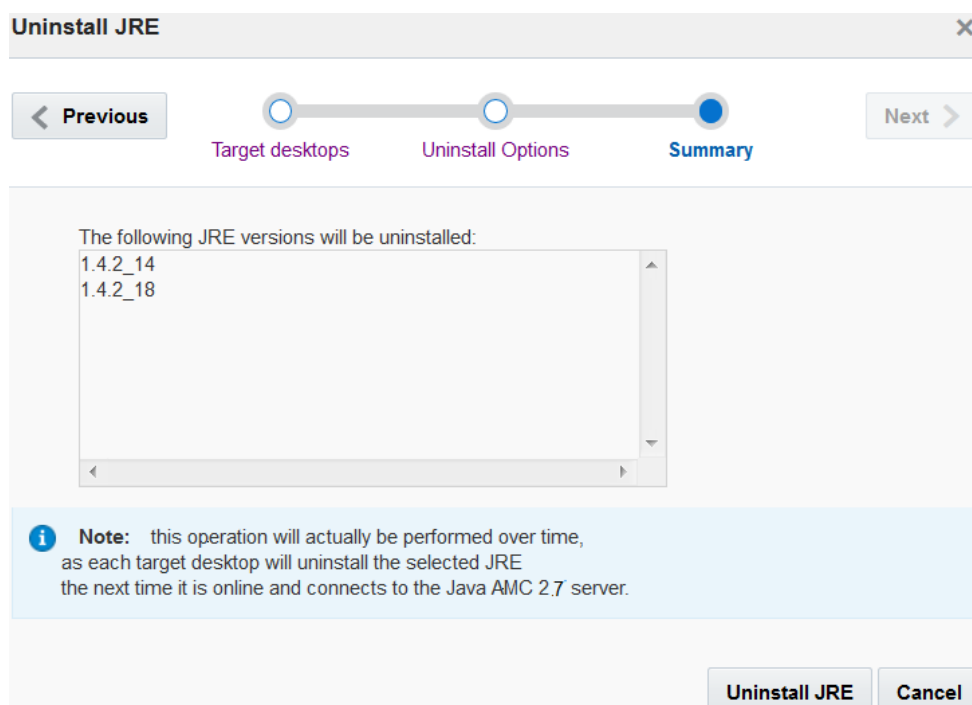 Uninstall JRE
Previous
Next
Target desktops
Uninstall Options
Summary
The following JRE versions will be uninstalled:
1.4.2_14
1.4.2_18
Note: this operation will actually be performed over time,
as each target desktop will uninstall the selected JRE
the next time it is online and connects to the Java AMC 2.7 server.
Uninstall JRE
Cancel